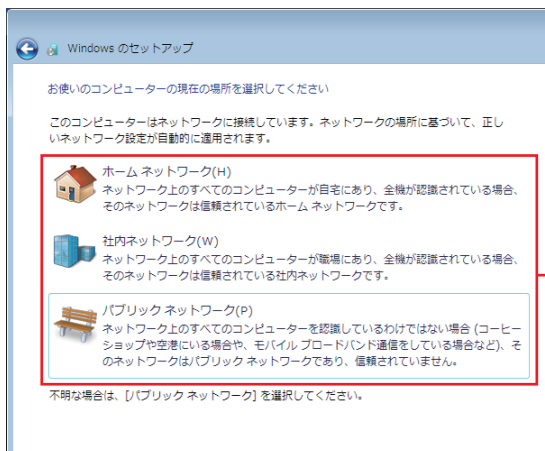 Windows のセットアップ
お使いのコンピューターの現在の場所を選択してください
このコンピューターはネットワークに接続しています。ネットワークの場所に基づいて、正し
いネットワーク設定が自動的に適用されます。
ホーム ネットワーク(H)
ネットワーク上のすべてのコンピューターが自宅にあり、全機が認識されている場合、
そのネットワークは信頼されているホーム ネットワークです。
社内ネットワーク(W)
ネットワーク上のすべてのコンピューターが職場にあり、全機が認識されている場合、
そのネットワークは信頼されている社内ネットワークです。
パブリック ネットワーク(P)
ネットワーク上のすべてのコンピューターを認識しているわけではない場合 (コーヒー
ショップや空港にいる場合や、モバイル ブロードバンド通信をしている場合など)、そ
のネットワークはパブリック ネットワークであり、信頼されていません。
不明な場合は、[パブリック ネットワーク] を選択してください。